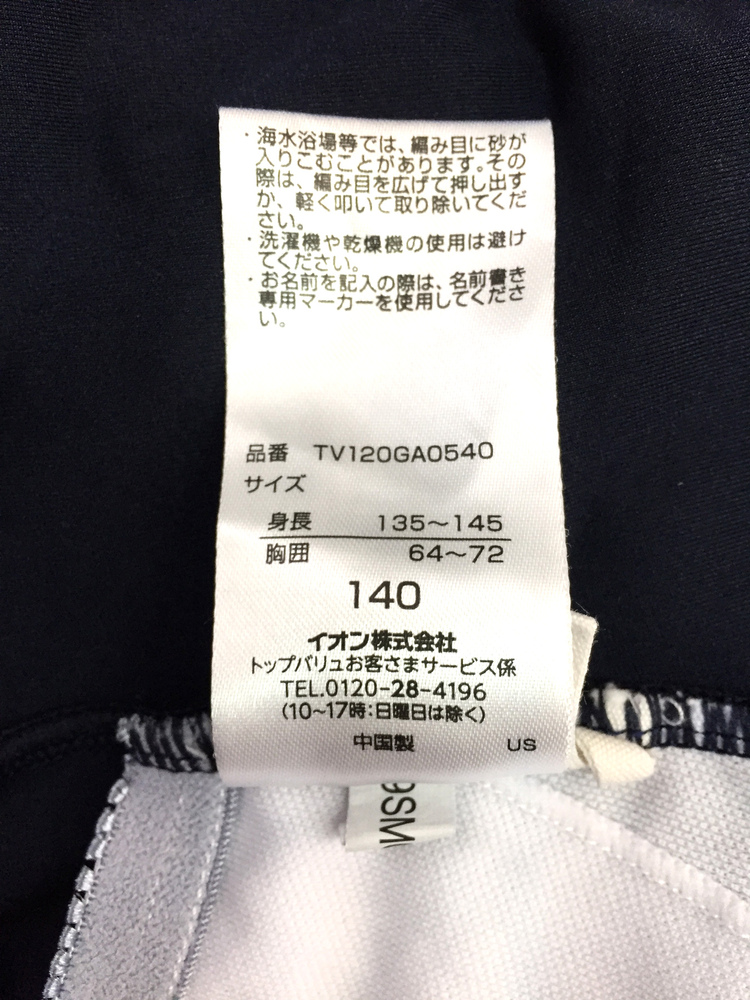 ・海水浴場等では、編み目に砂が
入りこむことがあります。その
際は、編み目を広げて押し出す
か、軽く叩いて取り除いてくだ
さい。
・洗濯機や乾燥機の使用は避け
てください。
・お名前を記入の際は、名前書き
専用マーカーを使用してくださ
い。
品番 TV120GA0540
サイズ
身長 135～145
胸囲 64～72
140
イオン株式会社
トップバリュお客さまサービス係
TEL.0120-28-4196
(10～17時:日曜日は除く)
中国製 US
9SM